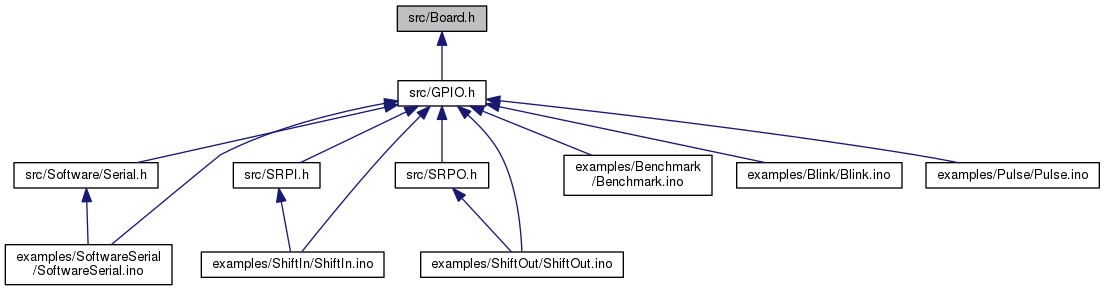 src/Board.h
src/GPIO.h
src/Software/Serial.h
src/SRPI.h
src/SRPO.h
examples/Benchmark
/Benchmark.ino
examples/Blink/Blink.ino
examples/Pulse/Pulse.ino
examples/SoftwareSerial
/SoftwareSerial.ino
examples/ShiftIn/ShiftIn.ino
examples/ShiftOut/ShiftOut.ino